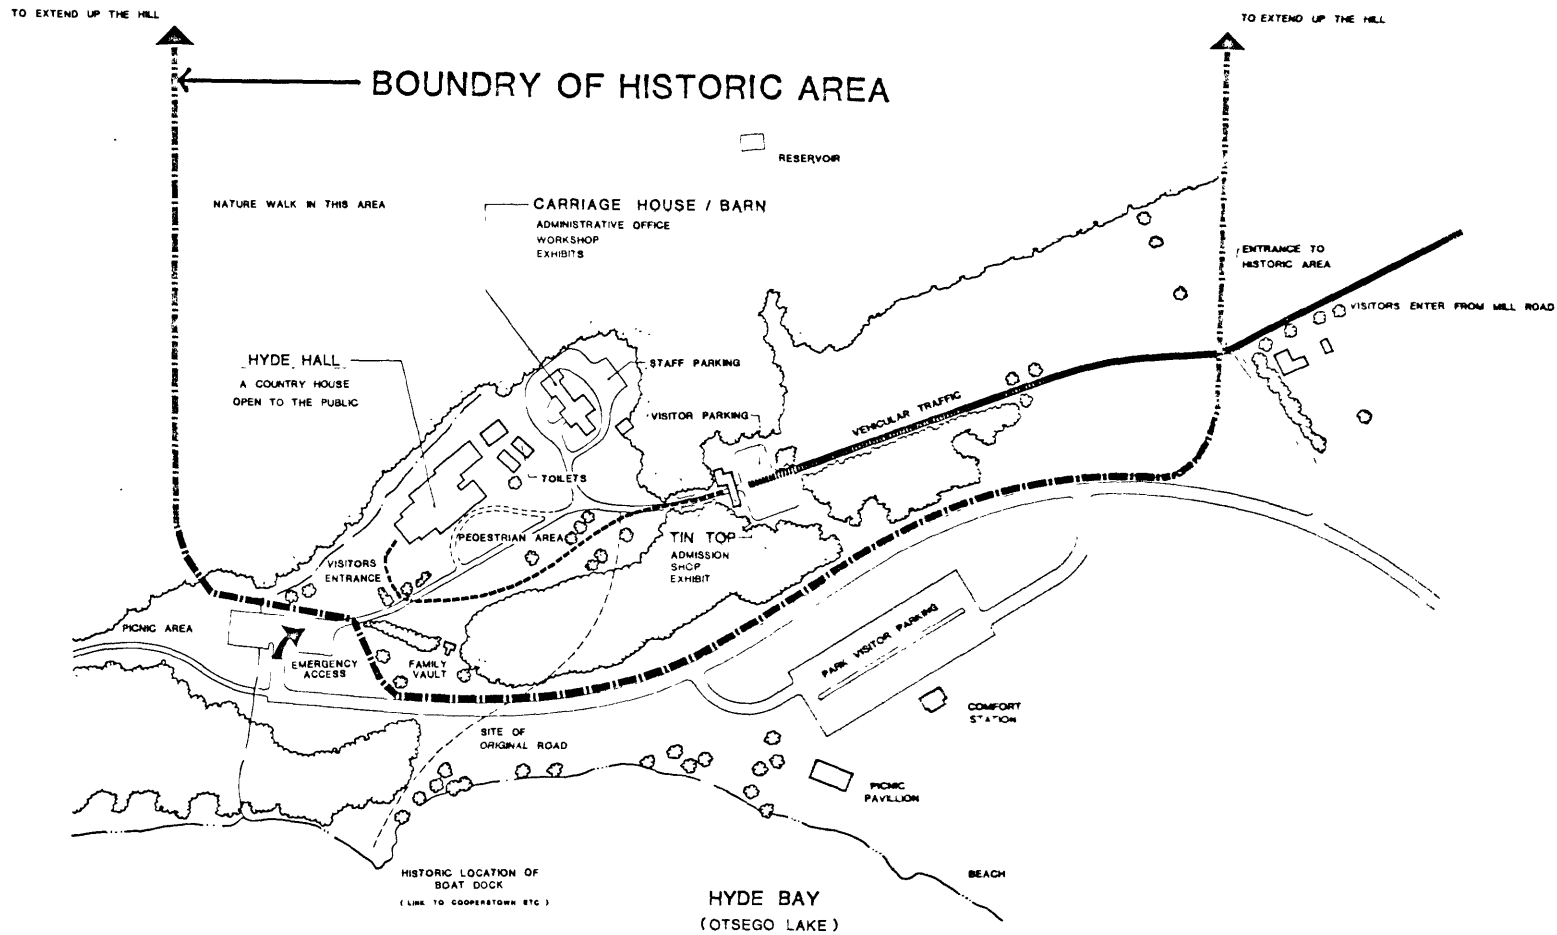 TO EXTEND UP THE HILL
TO EXTEND UP THE HILL
BOUNDRY OF HISTORIC AREA
RESERVOIR
NATURE WALK IN THIS AREA
CARRIAGE HOUSE / BARN
ADMINISTRATIVE OFFICE
WORKSHOP
EXHIBITS
ENTRANCE TO
HISTORIC AREA
VISITORS ENTER FROM MILL ROAD
HYDE HALL
A COUNTRY HOUSE
OPEN TO THE PUBLIC
STAFF PARKING
VISITOR PARKING
VEHICULAR TRAFFIC
TOILETS
PEDESTRIAN AREA
TIN TOP
ADMISSION
SHOP
EXHIBIT
VISITORS
ENTRANCE
PICNIC AREA
EMERGENCY
ACCESS
FAMILY
VAULT
PARK VISITOR PARKING
COMFORT
STATION
SITE OF
ORIGINAL ROAD
PICNIC
PAVILLION
HISTORIC LOCATION OF
BOAT DOCK
( LINK TO COOPERSTOWN ETC )
BEACH
HYDE BAY
(OTSEGO LAKE)